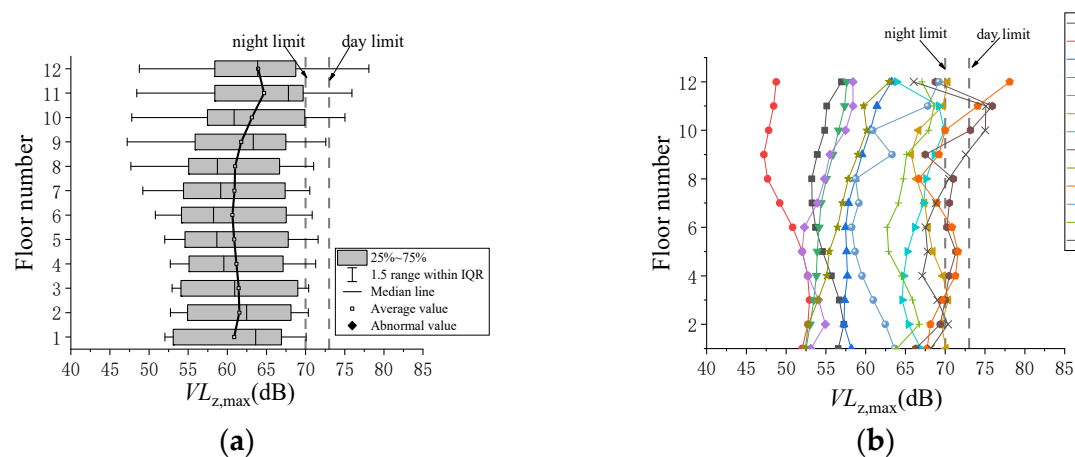 night limit
day limit
12
11
10
9
8
7
6
5
4
3
2
1
Floor number
25%~75%
1.5 range within IQR
Median line
Average value
Abnormal value
40 45 50 55 60 65 70 75 80 85
VLz,max(dB)
(a)
night limit
day limit
12
10
8
6
4
2
Floor number
40 45 50 55 60 65 70 75 80 85
VLz,max(dB)
(b)